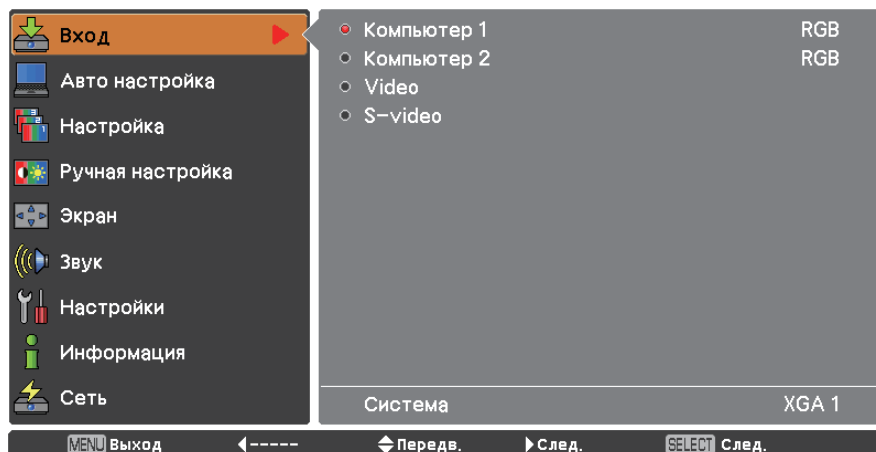 Вход
Авто настройка
Настройка
Ручная настройка
Экран
Звук
Настройки
Информация
Сеть
Компьютер 1 RGB
Компьютер 2 RGB
Video
S-video
Система XGA 1
MENU Выход ----- Передв. След. SELECT След.